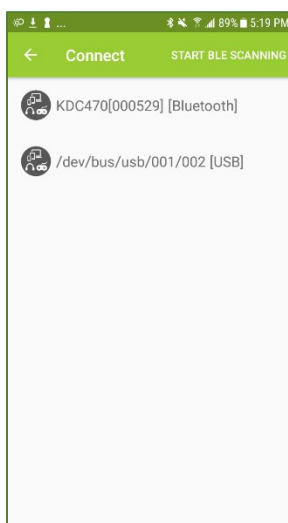 ... 89% 5:19 PM
Connect START BLE SCANNING
KDC470[000529] [Bluetooth]
/dev/bus/usb/001/002 [USB]